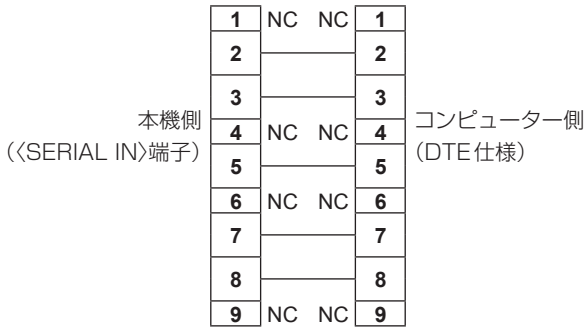 1 NC NC 1
2 2
3 3
本機側
(〈SERIAL IN〉端子)
4 NC NC 4
コンピューター側
(DTE仕様)
5 5
6 NC NC 6
7 7
8 8
9 NC NC 9